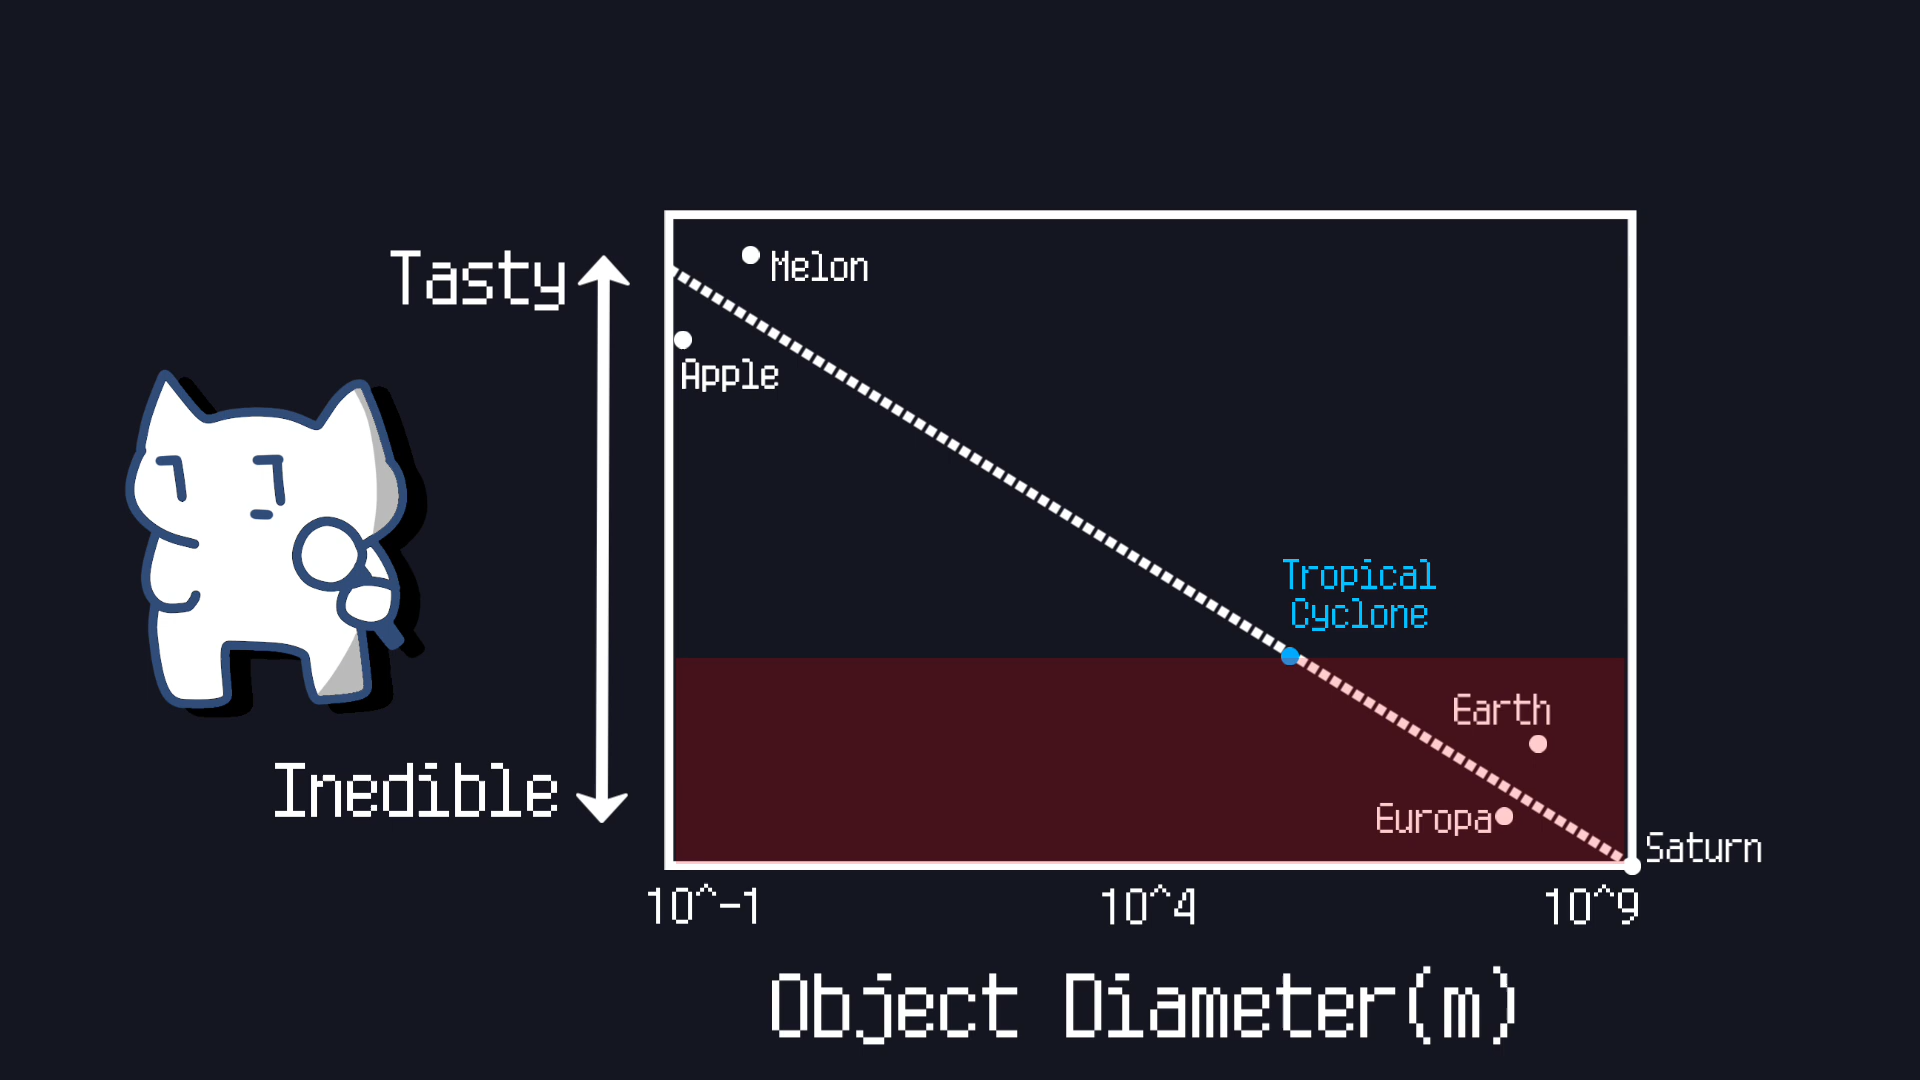 Tasty
Melon
Apple
Tropical
Cyclone
Earth
Inedible
Europa
Saturn
10^-1
10^4
10^9
Object Diameter(m)